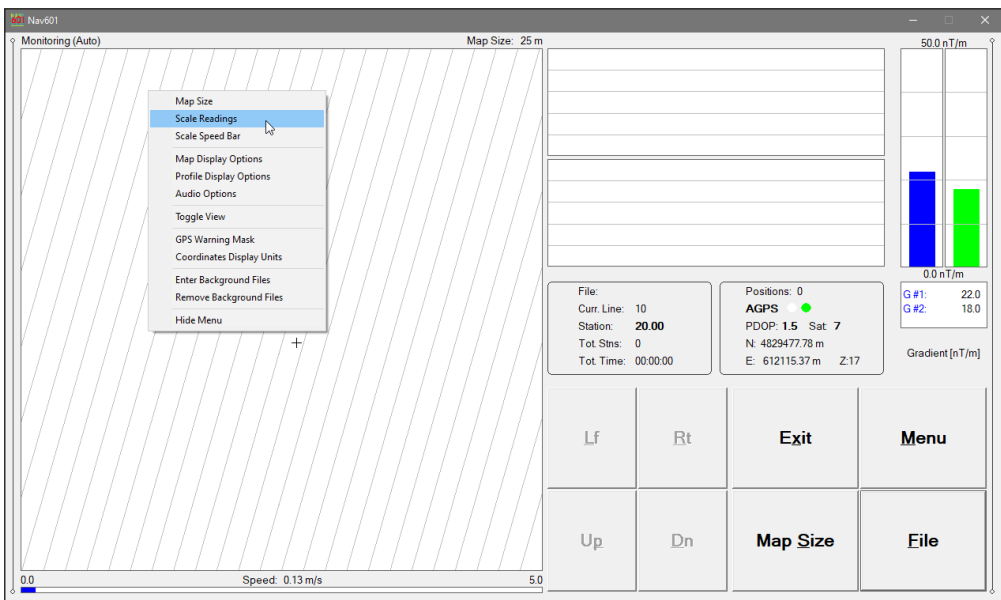 601 Nav601
Monitoring (Auto) Map Size: 25 m
50.0 nT/m
Map Size
Scale Readings
Scale Speed Bar
Map Display Options
Profile Display Options
Audio Options
Toggle View
GPS Warning Mask
Coordinates Display Units
Enter Background Files
Remove Background Files
Hide Menu
0.0 Speed: 0.13 m/s 5.0
0.0 nT/m
File:
Curr. Line: 10
Station: 20.00
Tot. Stns: 0
Tot. Time: 00:00:00
Positions: 0
AGPS
PDOP: 1.5 Sat: 7
N: 4829477.78 m
E: 612115.37 m Z:17
G #1: 22.0
G #2: 18.0
Gradient [nT/m]
Lf Rt Exit Menu
Up Dn Map Size File